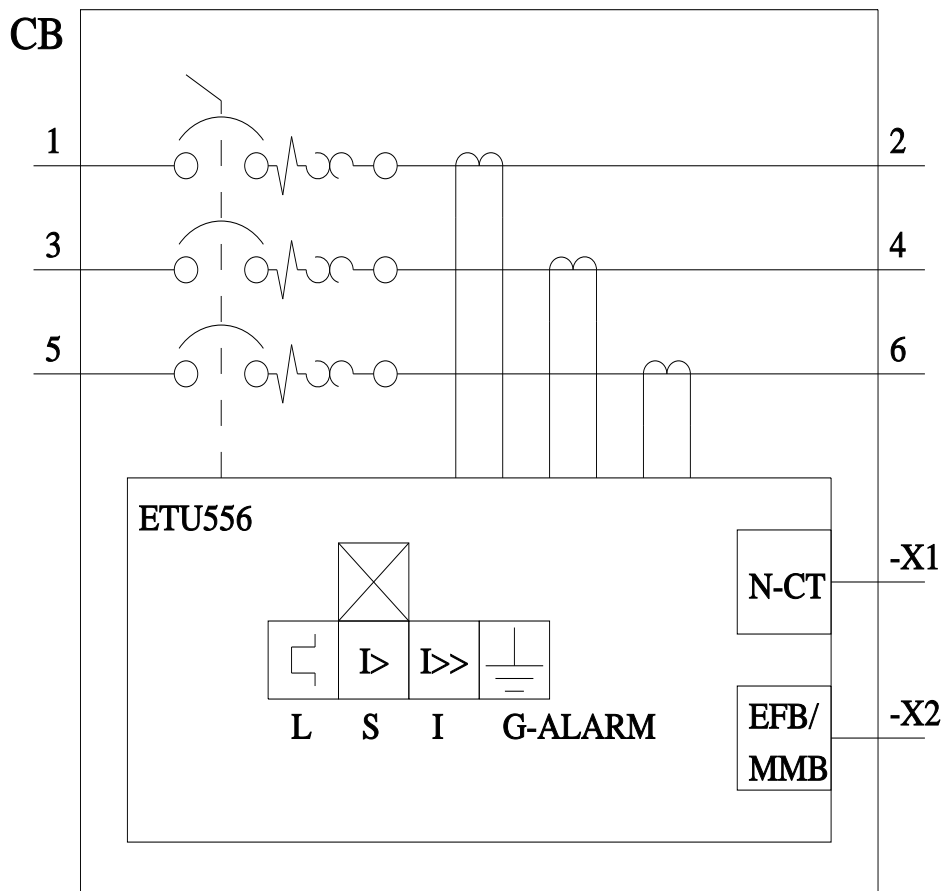 CB
1 2
3 4
5 6
ETU556
N-CT -X1
I> I>>
L S I G-ALARM
EFB/ -X2
MMB